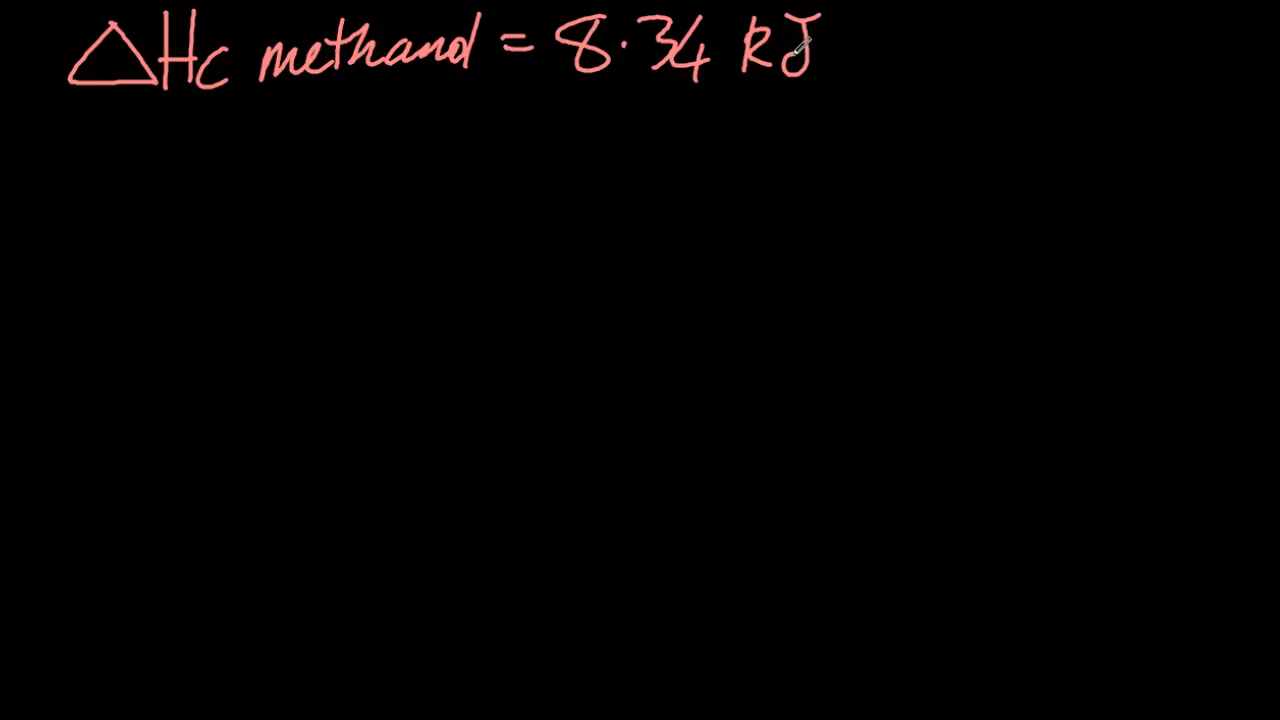 △Hc methanol = 8.34 kJ